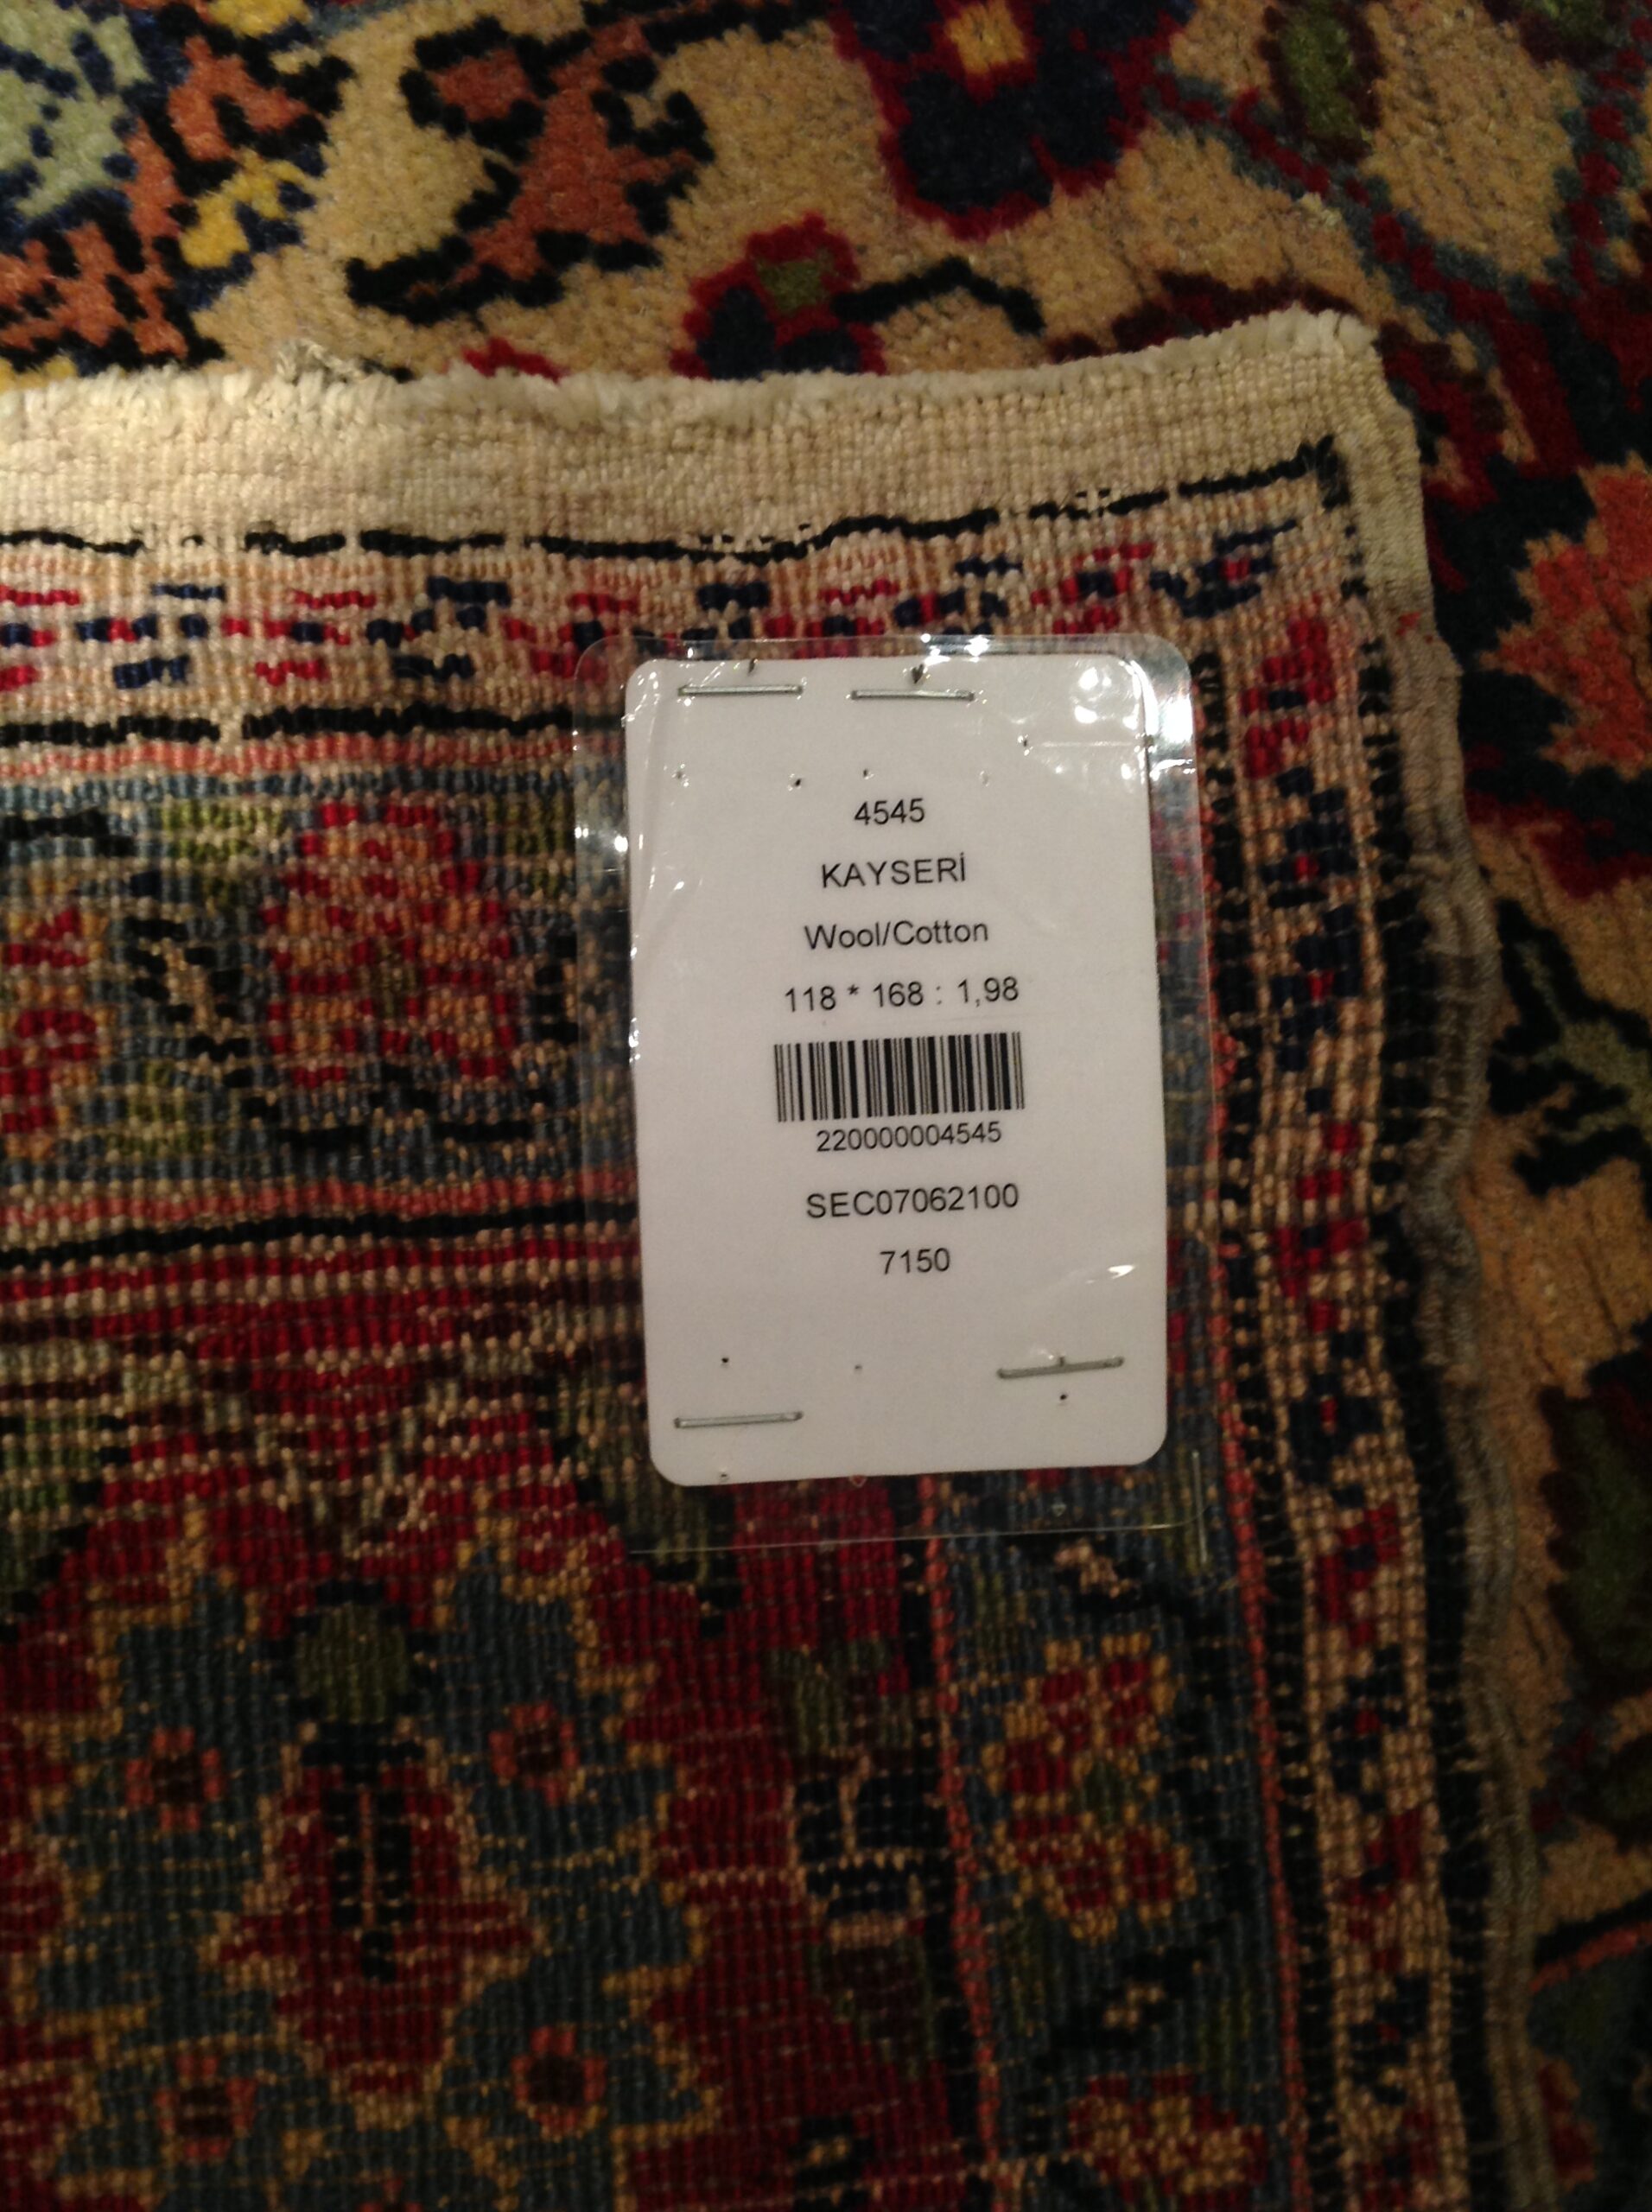 4545
KAYSERİ
Wool/Cotton
118 * 168 : 1,98
220000004545
SEC07062100
7150